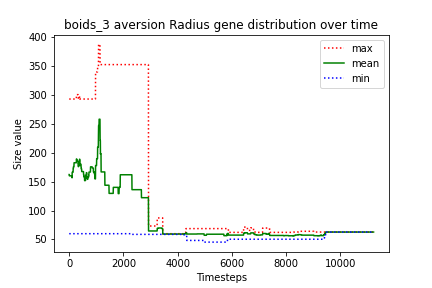 boids_3 aversion Radius gene distribution over time
400
350
300
250
200
150
100
50
Size value
max
mean
min
0 2000 4000 6000 8000 10000
Timesteps